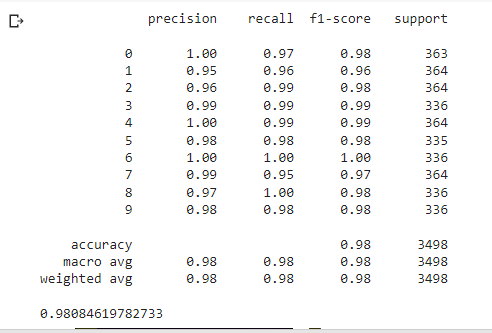 precision recall f1-score support
0 1.00 0.97 0.98 363
1 0.95 0.96 0.96 364
2 0.96 0.99 0.98 364
3 0.99 0.99 0.99 336
4 1.00 0.99 0.99 364
5 0.98 0.98 0.98 335
6 1.00 1.00 1.00 336
7 0.99 0.95 0.97 364
8 0.97 1.00 0.98 336
9 0.98 0.98 0.98 336
accuracy 0.98 3498
macro avg 0.98 0.98 0.98 3498
weighted avg 0.98 0.98 0.98 3498
0.98084619782733